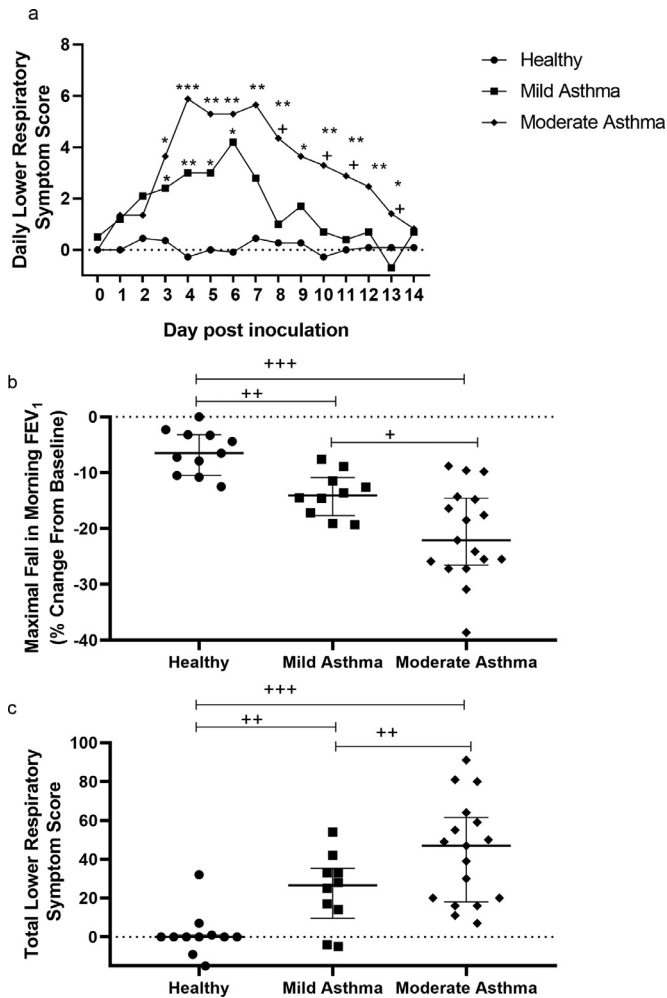 a
8
6
4
2
0
Daily Lower Respiratory
Symptom Score
*
***
**
**
**
**
+
*
**
+
**
+
**
*
+
*
**
*
*
Healthy
Mild Asthma
Moderate Asthma
0 1 2 3 4 5 6 7 8 9 10 11 12 13 14
Day post inoculation
b
+++
++
+
0
-10
-20
-30
-40
Maximal Fall in Morning FEV1
(% Cnange From Baseline)
Healthy Mild Asthma Moderate Asthma
c
+++
++
++
100
80
60
40
20
0
Total Lower Respiratory
Symptom Score
Healthy Mild Asthma Moderate Asthma